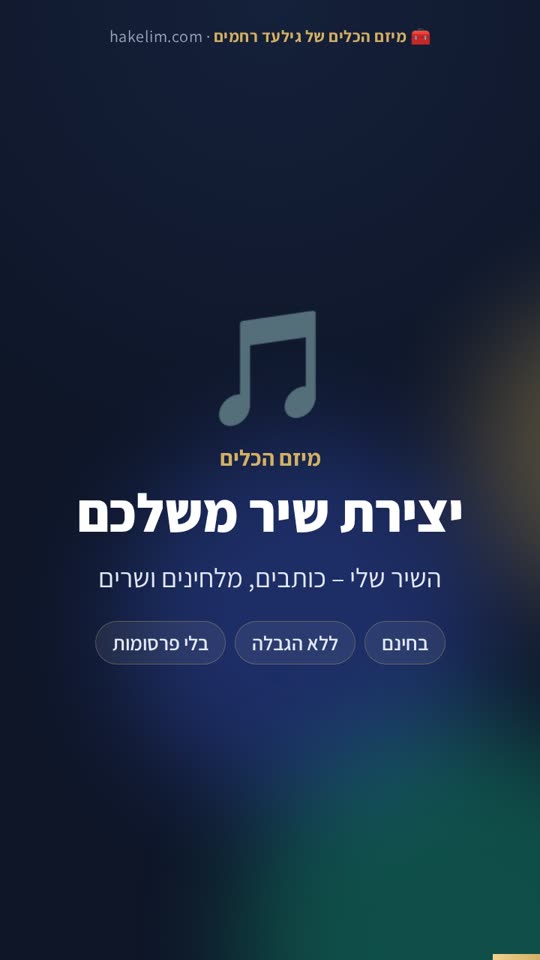 🧰 מיזם הכלים של גילעד רחמים · hakelim.com
מיזם הכלים
יצירת שיר משלכם
השיר שלי – כותבים, מלחינים ושרים
בחינם
ללא הגבלה
בלי פרסומות